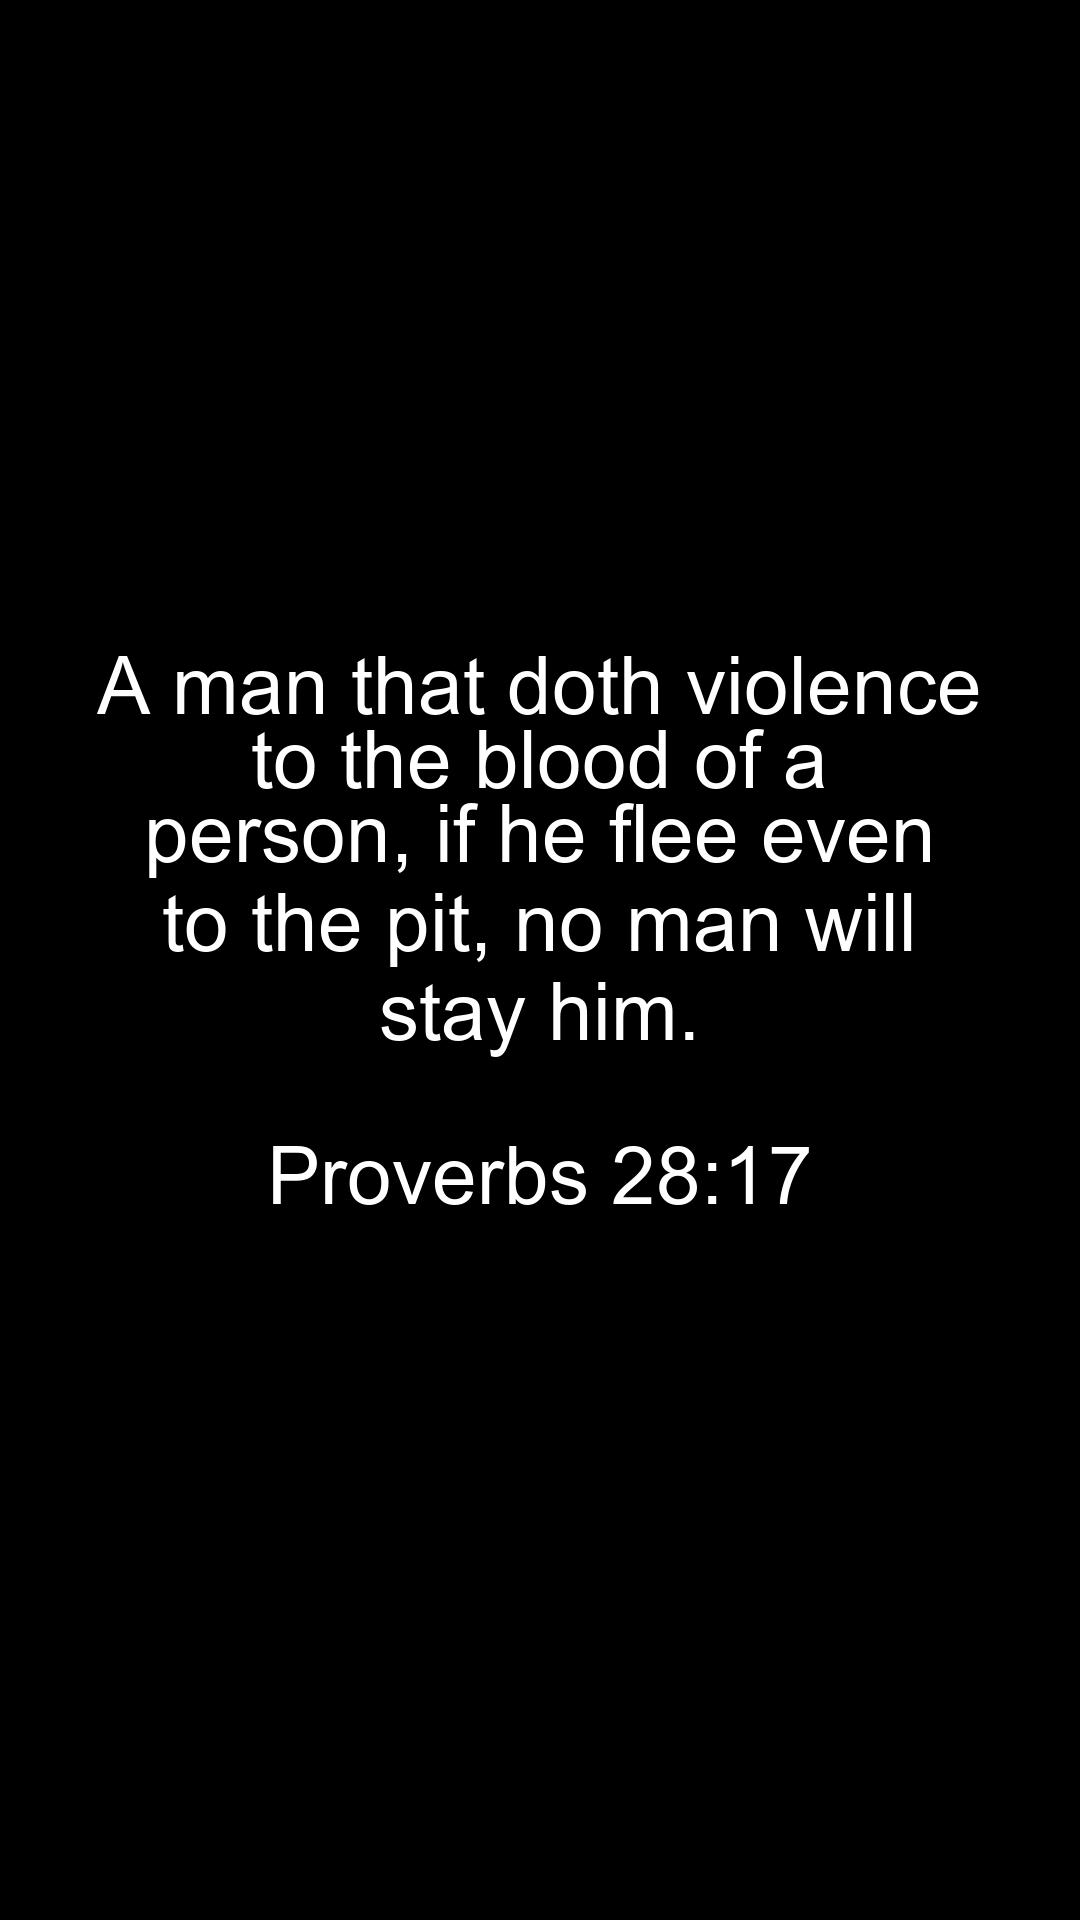 A man that doth violence
to the blood of a
person, if he flee even
to the pit, no man will
stay him.
Proverbs 28:17